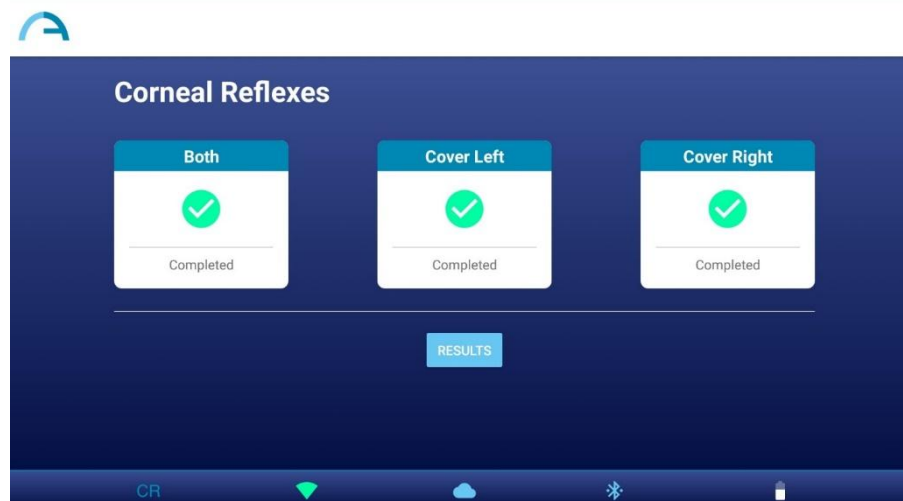 Corneal Reflexes
Both
Cover Left
Cover Right
Completed
Completed
Completed
RESULTS
CR